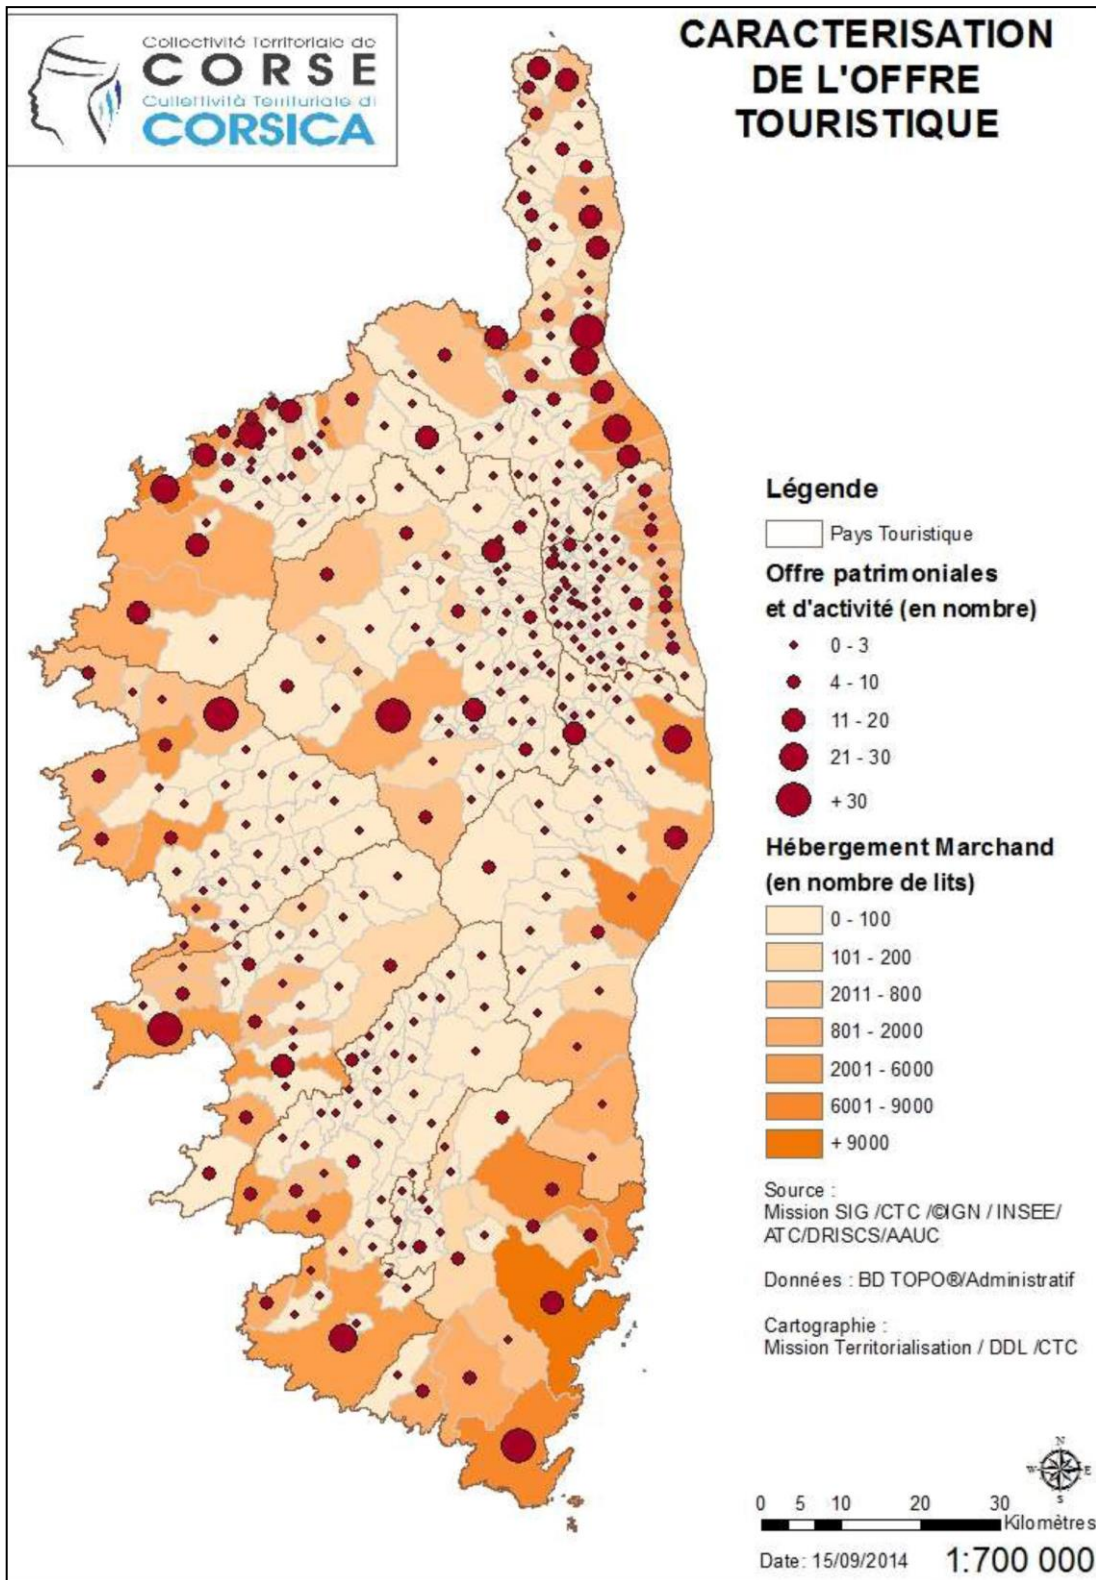 Collectivité Territoriale de
CORSE
Cullettività Territuriale di
CORSICA
CARACTERISATION
DE L'OFFRE
TOURISTIQUE
Légende
Pays Touristique
Offre patrimoniales
et d'activité (en nombre)
0 - 3
4 - 10
11 - 20
21 - 30
+ 30
Hébergement Marchand
(en nombre de lits)
0 - 100
101 - 200
2011 - 800
801 - 2000
2001 - 6000
6001 - 9000
+ 9000
Source :
Mission SIG /CTC /©IGN / INSEE/
ATC/DRISCS/AAUC
Données : BD TOPO®/Administratif
Cartographie :
Mission Territorialisation / DDL /CTC
N
W E
S
0 5 10 20 30
Kilomètres
Date: 15/09/2014 1:700 000